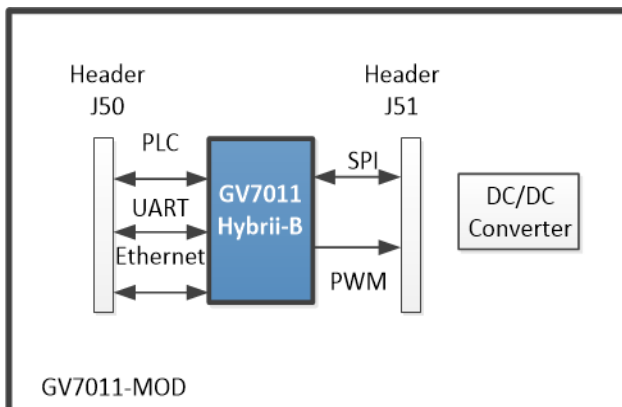 Header
J50
Header
J51
PLC
UART
Ethernet
GV7011
Hybrii-B
SPI
PWM
DC/DC
Converter
GV7011-MOD